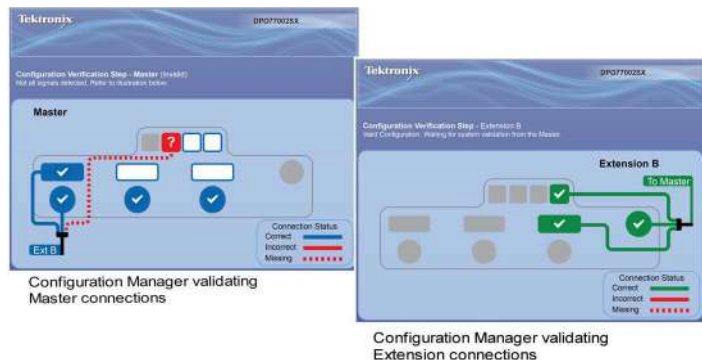 Tektronix
DPO77002SX
Configuration Verification Step - Master (Invalid)
Not all signals detected. Refer to illustration below.
Master
?
Ext B
Connection Status
Correct
Incorrect
Missing
Configuration Manager validating
Master connections
Tektronix
DPO77002SX
Configuration Verification Step - Extension B
Valid Configuration. Waiting for system validation from the Master.
Extension B
To Master
Connection Status
Correct
Incorrect
Missing
Configuration Manager validating
Extension connections